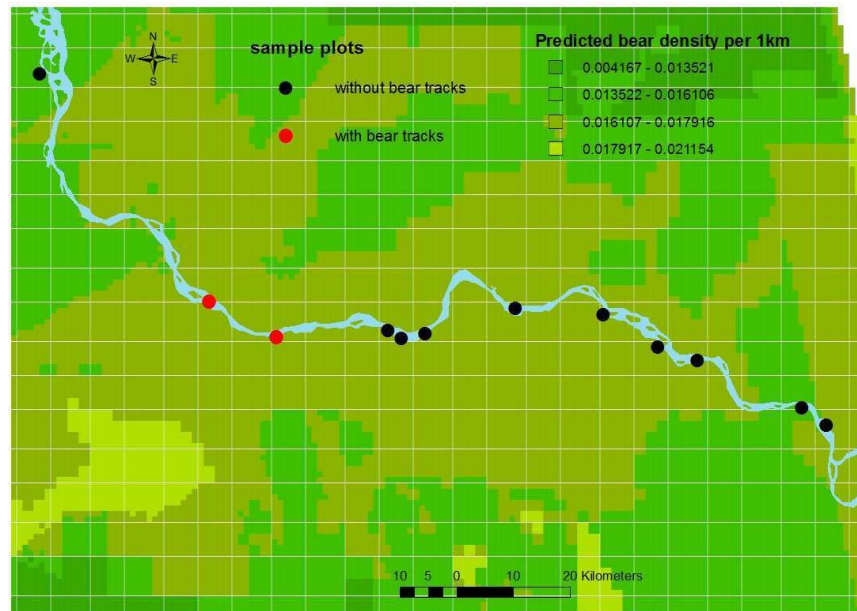 N
W E
S
sample plots
without bear tracks
with bear tracks
Predicted bear density per 1km
0.004167 - 0.013521
0.013522 - 0.016106
0.016107 - 0.017916
0.017917 - 0.021154
10 5 0 10 20 Kilometers